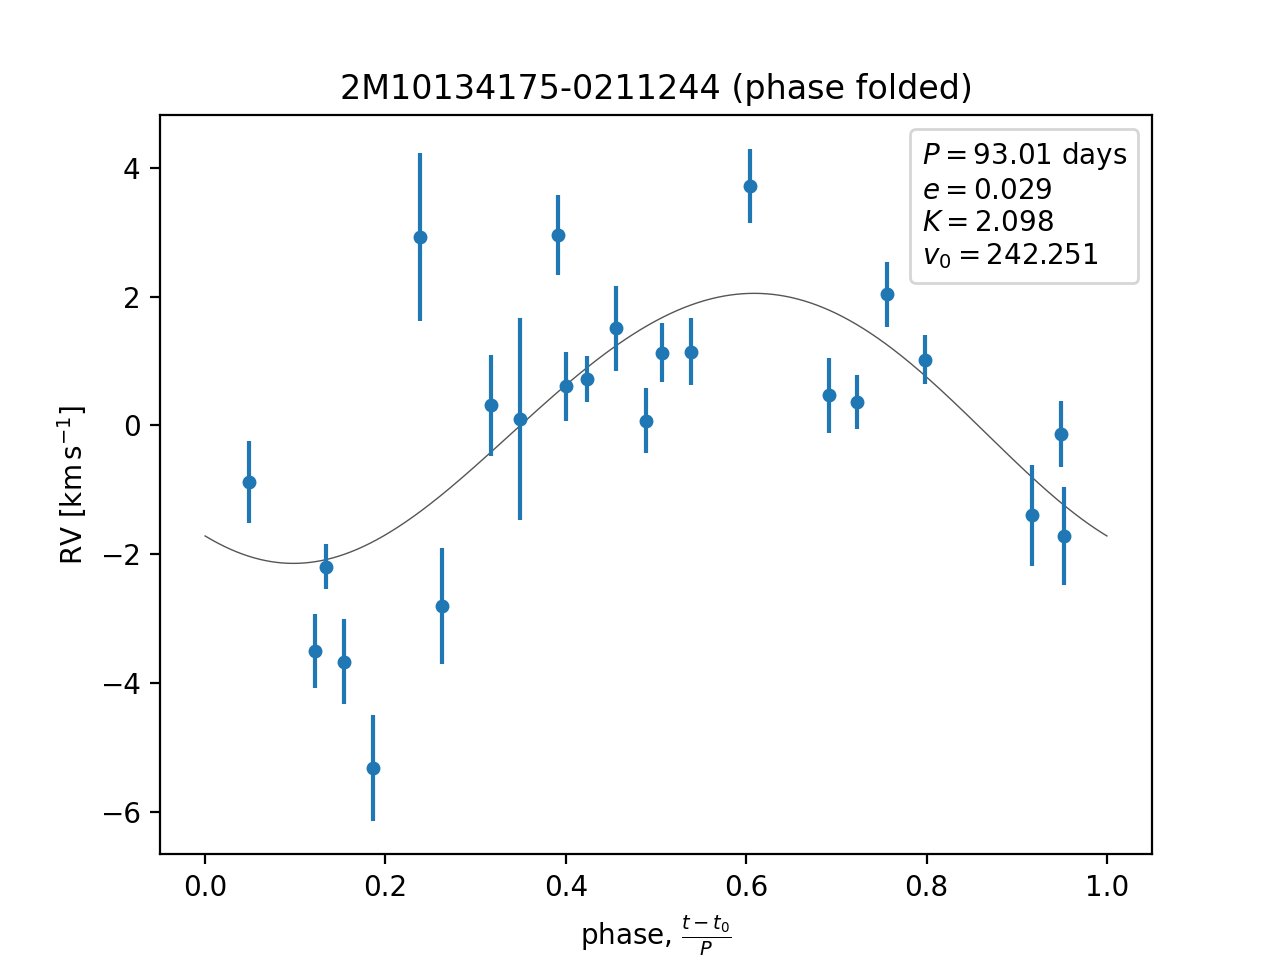 2M10134175-0211244 (phase folded)
P = 93.01 days
e = 0.029
K = 2.098
v₀ = 242.251
4
2
0
−2
−4
−6
RV [km s⁻¹]
0.0 0.2 0.4 0.6 0.8 1.0
phase, (t − t₀)/P